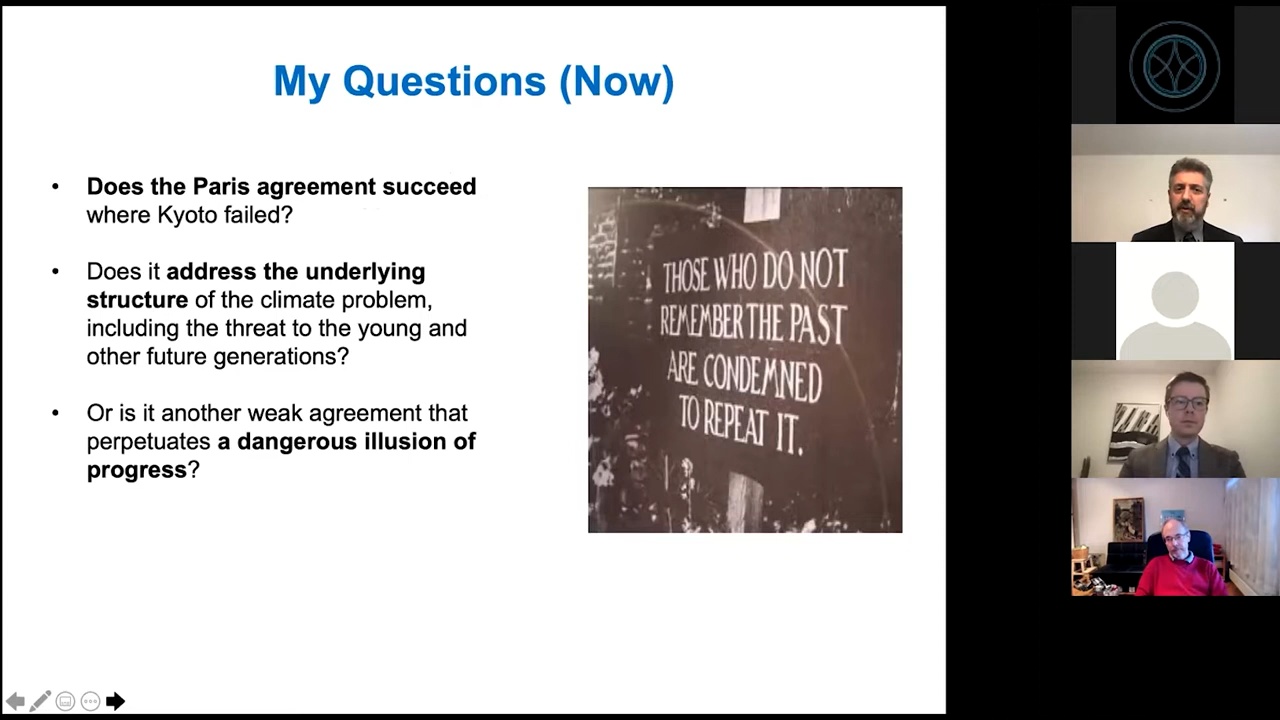 My Questions (Now)
• Does the Paris agreement succeed
where Kyoto failed?
• Does it address the underlying
structure of the climate problem,
including the threat to the young and
other future generations?
• Or is it another weak agreement that
perpetuates a dangerous illusion of
progress?
THOSE WHO DO NOT
REMEMBER THE PAST
ARE CONDEMNED
TO REPEAT IT.